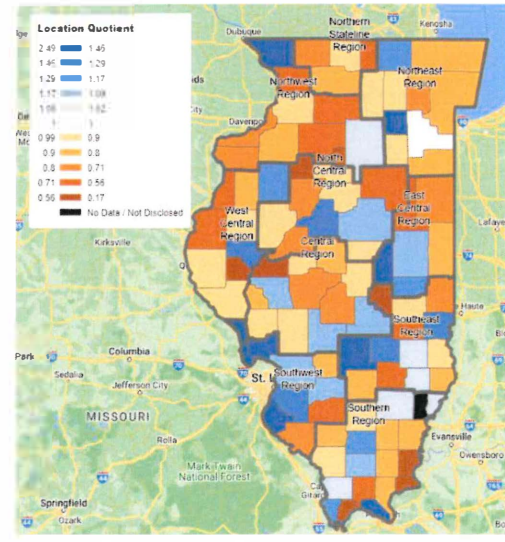 Location Quotient
2.49 1.46
1.29
1.29 1.17
0.99 0.9
0.9 0.8
0.8 0.71
0.71 0.56
0.56 0.17
No Data / Not Disclosed
Northern
Stateline
Region
Dubuque
Kenosha
Northwest
Region
Northeast
Region
Davenpo
City
North
Central
Region
West
Central
Region
Central
Region
East
Central
Region
Lafaye
Kirksville
Southeast
Region
Haute
Park
Columbia
Sedalia
Jefferson City
St. L
Southwest
Region
MISSOURI
Rolla
Southern
Region
Evansville
Owensboro
Mark Twain
National Forest
Girard
Springfield
Ozark